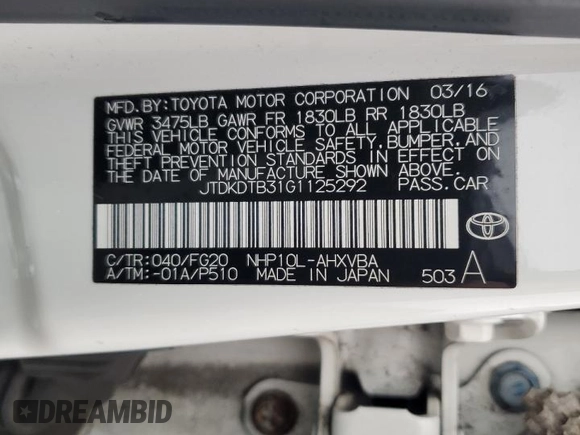 MFD. BY: TOYOTA MOTOR CORPORATION 03/16
GVWR 3475LB GAWR FR 1830LB RR 1830LB
THIS VEHICLE CONFORMS TO ALL APPLICABLE
FEDERAL MOTOR VEHICLE SAFETY, BUMPER, AND
THEFT PREVENTION STANDARDS IN EFFECT ON
THE DATE OF MANUFACTURE SHOWN ABOVE.
JTDKDTB31G1125292 PASS. CAR
C/TR: 040/FG20 NHP10L-AHXVBA
A/TM: -01A/P510 MADE IN JAPAN 503 A
TOYOTA
DREAMBID